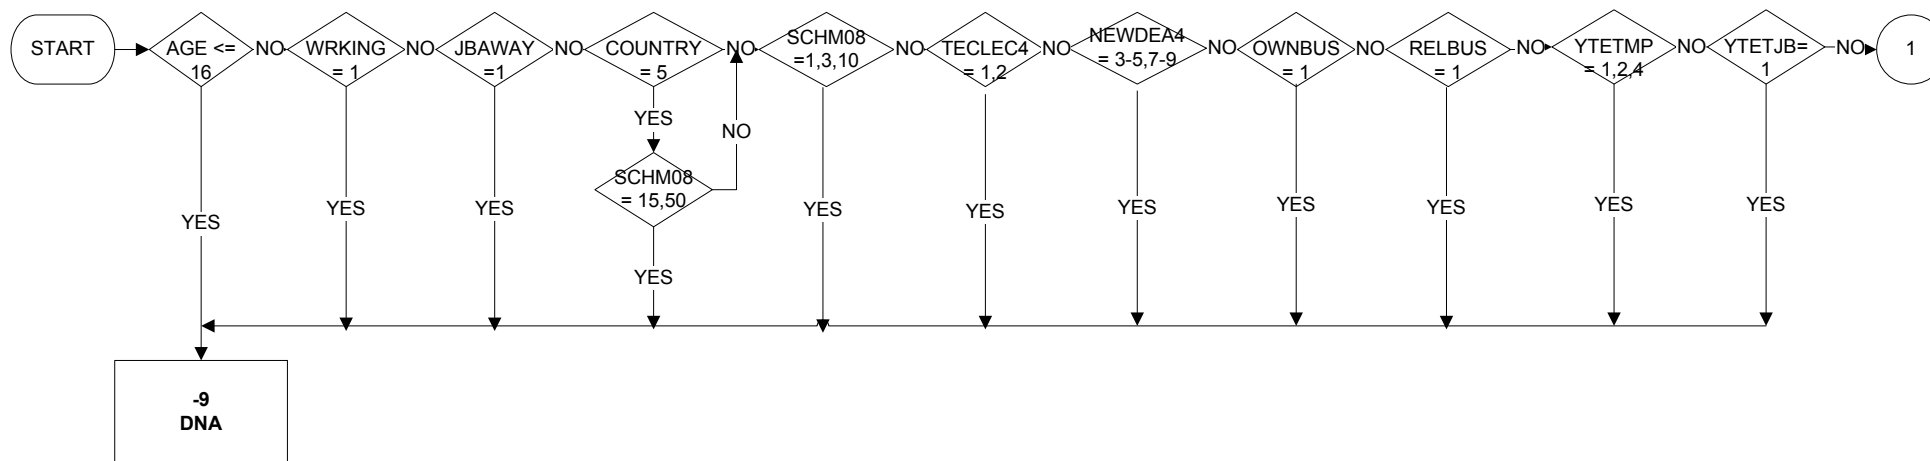 START
AGE <=
16
NO
WRKING
= 1
NO
JBAWAY
=1
NO
COUNTRY
= 5
NO
SCHM08
=1,3,10
NO
TECLEC4
= 1,2
NO
NEWDEA4
= 3-5,7-9
NO
OWNBUS
= 1
NO
RELBUS
= 1
NO
YTETMP
= 1,2,4
NO
YTETJB=
1
NO
1
YES
NO
SCHM08
= 15,50
YES
YES
YES
YES
YES
YES
YES
YES
YES
YES
YES
-9
DNA